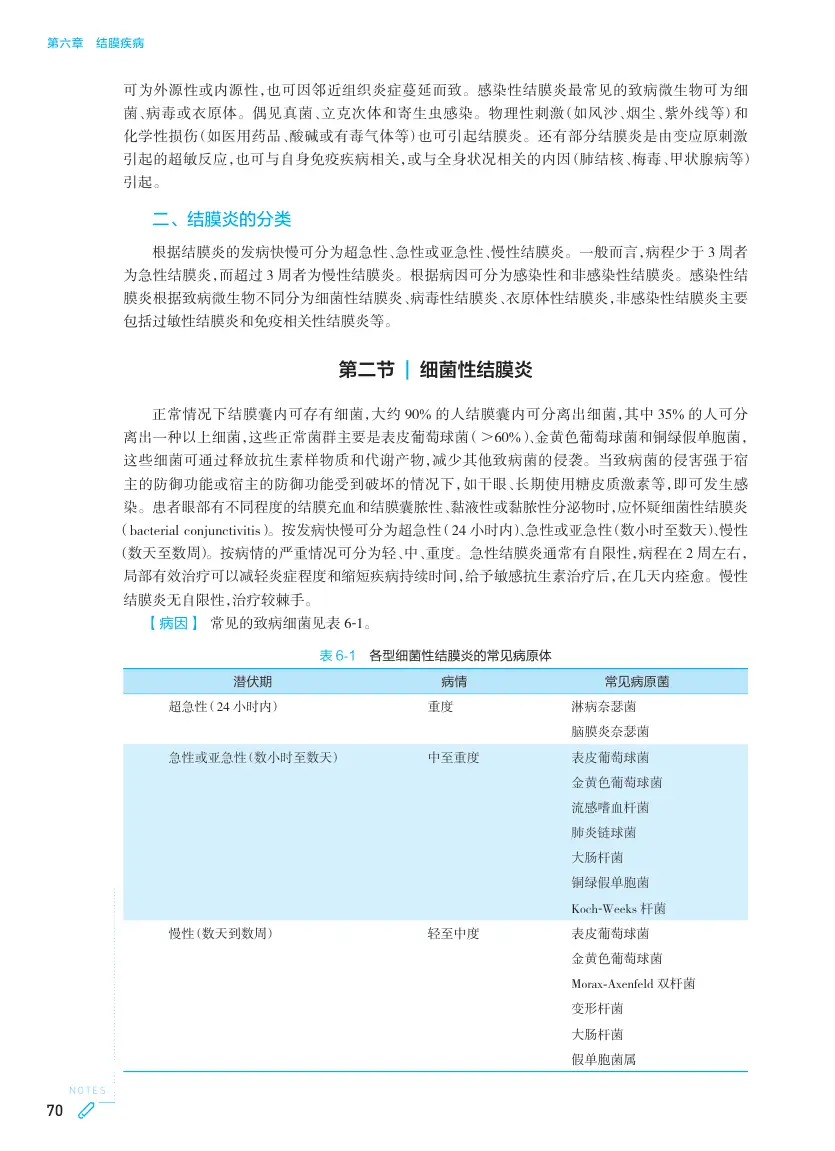 第六章 结膜疾病
可为外源性或内源性,也可因邻近组织炎症蔓延而致。感染性结膜炎最常见的致病微生物可为细
菌、病毒或衣原体。偶见真菌、立克次体和寄生虫感染。物理性刺激(如风沙、烟尘、紫外线等)和
化学性损伤(如医用药品、酸碱或有毒气体等)也可引起结膜炎。还有部分结膜炎是由变应原刺激
引起的超敏反应,也可与自身免疫疾病相关,或与全身状况相关的内因(肺结核、梅毒、甲状腺病等)
引起。
二、结膜炎的分类
根据结膜炎的发病快慢可分为超急性、急性或亚急性、慢性结膜炎。一般而言,病程少于 3 周者
为急性结膜炎,而超过 3 周者为慢性结膜炎。根据病因可分为感染性和非感染性结膜炎。感染性结
膜炎根据致病微生物不同分为细菌性结膜炎、病毒性结膜炎、衣原体性结膜炎,非感染性结膜炎主要
包括过敏性结膜炎和免疫相关性结膜炎等。
第二节 | 细菌性结膜炎
正常情况下结膜囊内可存有细菌,大约 90% 的人结膜囊内可分离出细菌,其中 35% 的人可分
离出一种以上细菌,这些正常菌群主要是表皮葡萄球菌(>60%)、金黄色葡萄球菌和铜绿假单胞菌,
这些细菌可通过释放抗生素样物质和代谢产物,减少其他致病菌的侵袭。当致病菌的侵害强于宿
主的防御功能或宿主的防御功能受到破坏的情况下,如干眼、长期使用糖皮质激素等,即可发生感
染。患者眼部有不同程度的结膜充血和结膜囊脓性、黏液性或黏脓性分泌物时,应怀疑细菌性结膜炎
(bacterial conjunctivitis)。按发病快慢可分为超急性(24 小时内)、急性或亚急性(数小时至数天)、慢性
(数天至数周)。按病情的严重情况可分为轻、中、重度。急性结膜炎通常有自限性,病程在 2 周左右,
局部有效治疗可以减轻炎症程度和缩短疾病持续时间,给予敏感抗生素治疗后,在几天内痊愈。慢性
结膜炎无自限性,治疗较棘手。
【病因】 常见的致病细菌见表 6-1。
表 6-1 各型细菌性结膜炎的常见病原体
潜伏期 病情 常见病原菌
超急性(24 小时内) 重度 淋病奈瑟菌
脑膜炎奈瑟菌
急性或亚急性(数小时至数天) 中至重度 表皮葡萄球菌
金黄色葡萄球菌
流感嗜血杆菌
肺炎链球菌
大肠杆菌
铜绿假单胞菌
Koch-Weeks 杆菌
慢性(数天到数周) 轻至中度 表皮葡萄球菌
金黄色葡萄球菌
Morax-Axenfeld 双杆菌
变形杆菌
大肠杆菌
假单胞菌属
NOTES
70